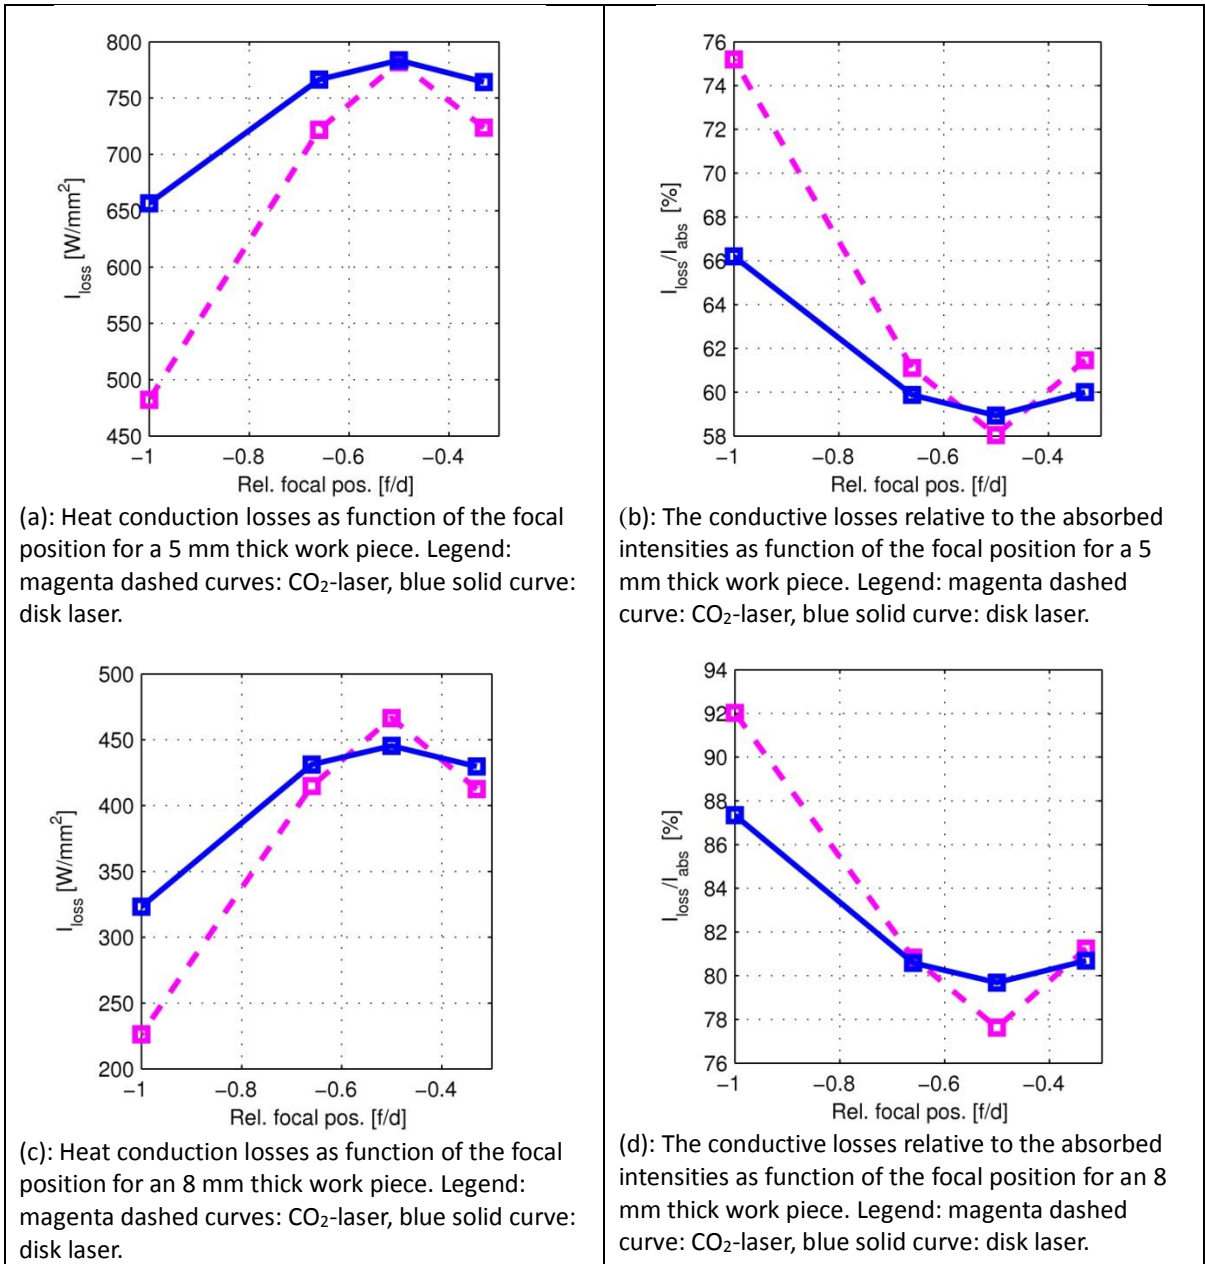 800
750
700
650
600
550
500
450
−1
−0.8
−0.6
−0.4
I_loss [W/mm²]
Rel. focal pos. [f/d]
(a): Heat conduction losses as function of the focal
position for a 5 mm thick work piece. Legend:
magenta dashed curves: CO₂-laser, blue solid curve:
disk laser.
76
74
72
70
68
66
64
62
60
58
−1
−0.8
−0.6
−0.4
I_loss/I_abs [%]
Rel. focal pos. [f/d]
(b): The conductive losses relative to the absorbed
intensities as function of the focal position for a 5
mm thick work piece. Legend: magenta dashed
curve: CO₂-laser, blue solid curve: disk laser.
500
450
400
350
300
250
200
−1
−0.8
−0.6
−0.4
I_loss [W/mm²]
Rel. focal pos. [f/d]
(c): Heat conduction losses as function of the focal
position for an 8 mm thick work piece. Legend:
magenta dashed curves: CO₂-laser, blue solid curve:
disk laser.
94
92
90
88
86
84
82
80
78
76
−1
−0.8
−0.6
−0.4
I_loss/I_abs [%]
Rel. focal pos. [f/d]
(d): The conductive losses relative to the absorbed
intensities as function of the focal position for an 8
mm thick work piece. Legend: magenta dashed
curve: CO₂-laser, blue solid curve: disk laser.